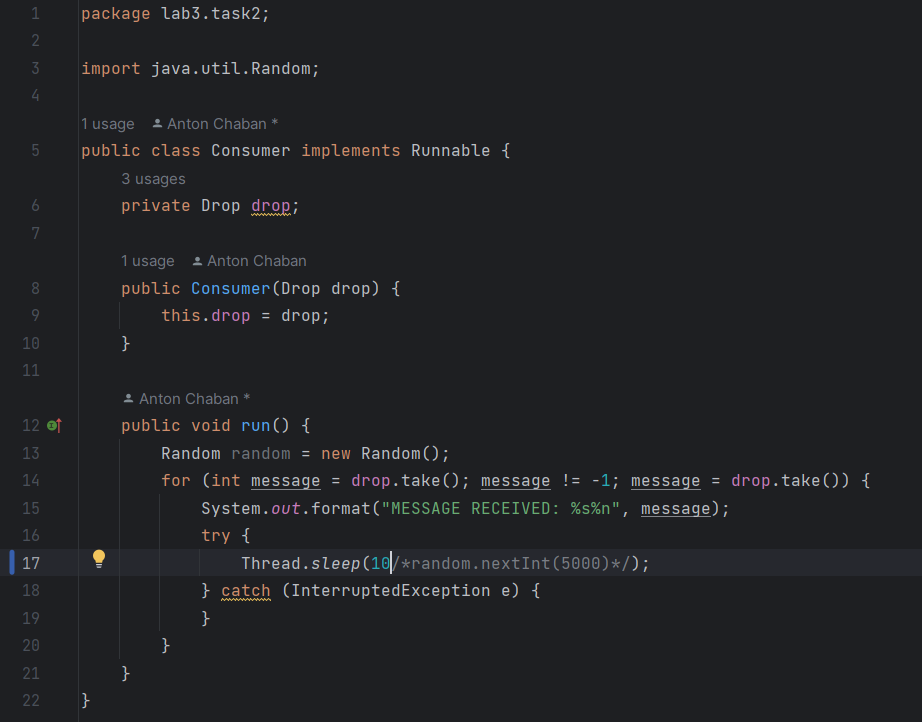 1 package lab3.task2;
2
3 import java.util.Random;
4
1 usage Anton Chaban *
5 public class Consumer implements Runnable {
3 usages
6 private Drop drop;
7
1 usage Anton Chaban
8 public Consumer(Drop drop) {
9 this.drop = drop;
10 }
11
Anton Chaban *
12 public void run() {
13 Random random = new Random();
14 for (int message = drop.take(); message != -1; message = drop.take()) {
15 System.out.format("MESSAGE RECEIVED: %s%n", message);
16 try {
17 Thread.sleep(10/*random.nextInt(5000)*/);
18 } catch (InterruptedException e) {
19 }
20 }
21 }
22 }